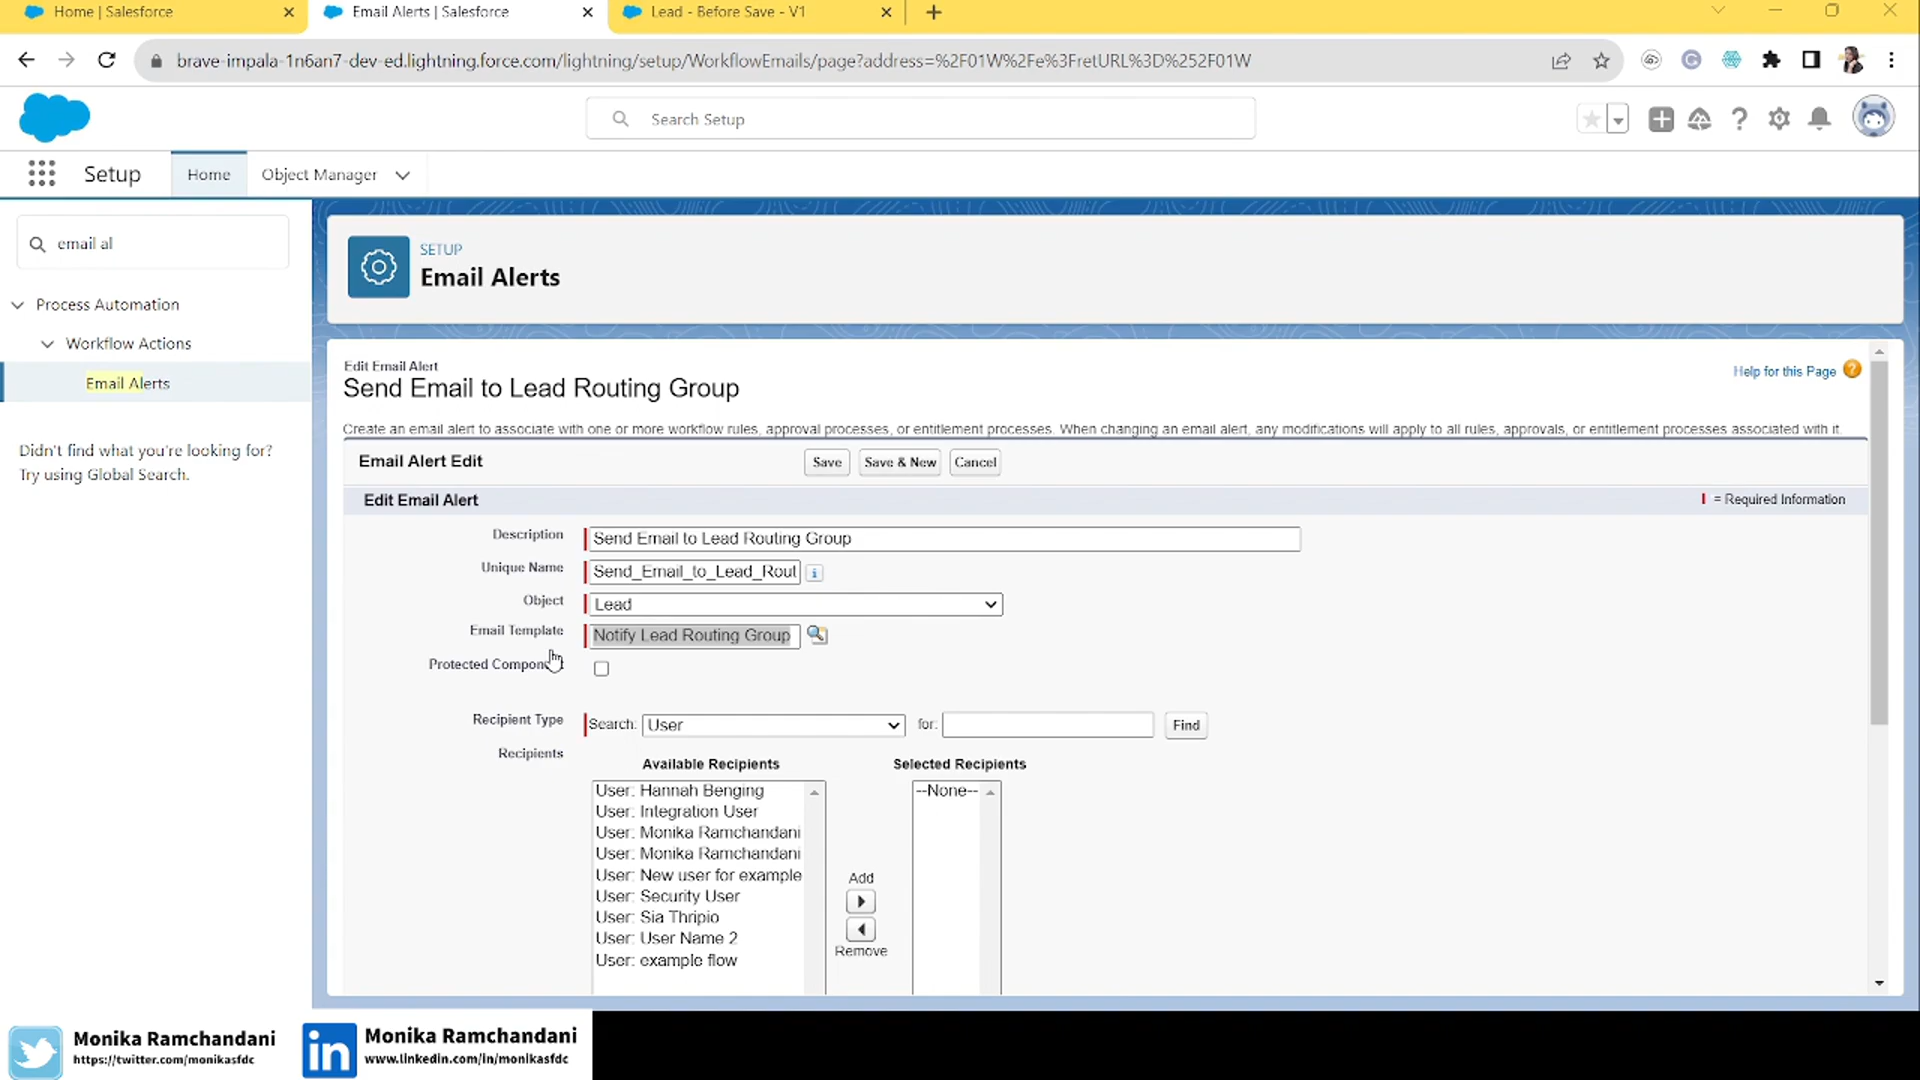 Home | Salesforce
Email Alerts | Salesforce
Lead - Before Save - V1
brave-impala-1n6an7-dev-ed.lightning.force.com/lightning/setup/WorkflowEmails/page?address=%2F01W%2Fe%3FretURL%3D%252F01W
Search Setup
Setup
Home
Object Manager
email al
Process Automation
Workflow Actions
Email Alerts
Didn't find what you're looking for?
Try using Global Search.
SETUP
Email Alerts
Edit Email Alert
Send Email to Lead Routing Group
Help for this Page
Create an email alert to associate with one or more workflow rules, approval processes, or entitlement processes. When changing an email alert, any modifications will apply to all rules, approvals, or entitlement processes associated with it.
Email Alert Edit
Save
Save & New
Cancel
Edit Email Alert
= Required Information
Description
Send Email to Lead Routing Group
Unique Name
Send_Email_to_Lead_Rout
Object
Lead
Email Template
Notify Lead Routing Group
Protected Compon
Recipient Type
Search: User for: Find
Recipients
Available Recipients
Selected Recipients
User: Hannah Benging
User: Integration User
User: Monika Ramchandani
User: Monika Ramchandani
User: New user for example
User: Security User
User: Sia Thripio
User: User Name 2
User: example flow
--None--
Add
Remove
Monika Ramchandani
https://twitter.com/monikasfdc
in
Monika Ramchandani
www.linkedin.com/in/monikasfdc